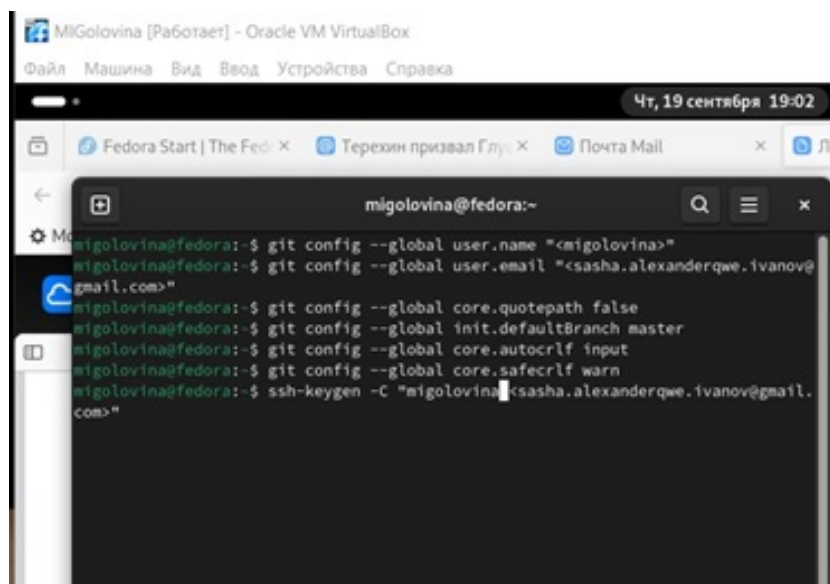 MIGolovina [Работает] - Oracle VM VirtualBox
Файл Машина Вид Ввод Устройства Справка
Чт, 19 сентября 19:02
Fedora Start | The Fed Терехин призвал Глу Почта Mail Л
migolovina@fedora:~
migolovina@fedora:~$ git config --global user.name "<migolovina>"
migolovina@fedora:~$ git config --global user.email "<sasha.alexanderqwe.ivanov@
gmail.com>"
migolovina@fedora:~$ git config --global core.quotepath false
migolovina@fedora:~$ git config --global init.defaultBranch master
migolovina@fedora:~$ git config --global core.autocrlf input
migolovina@fedora:~$ git config --global core.safecrlf warn
migolovina@fedora:~$ ssh-keygen -C "migolovina <sasha.alexanderqwe.ivanov@gmail.
com>"